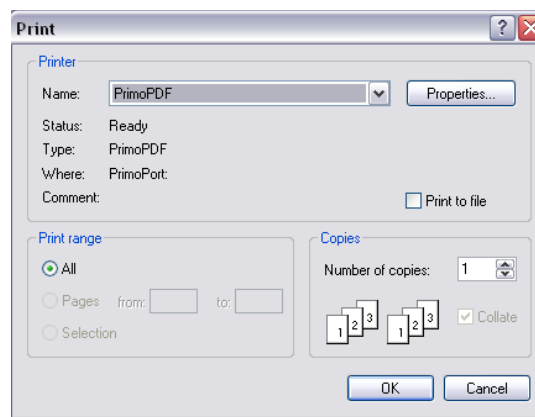 Print
Printer
Name: PrimoPDF Properties...
Status: Ready
Type: PrimoPDF
Where: PrimoPort:
Comment:
Print to file
Print range
All
Pages from: to:
Selection
Copies
Number of copies: 1
1 2 3 1 2 3
Collate
OK Cancel